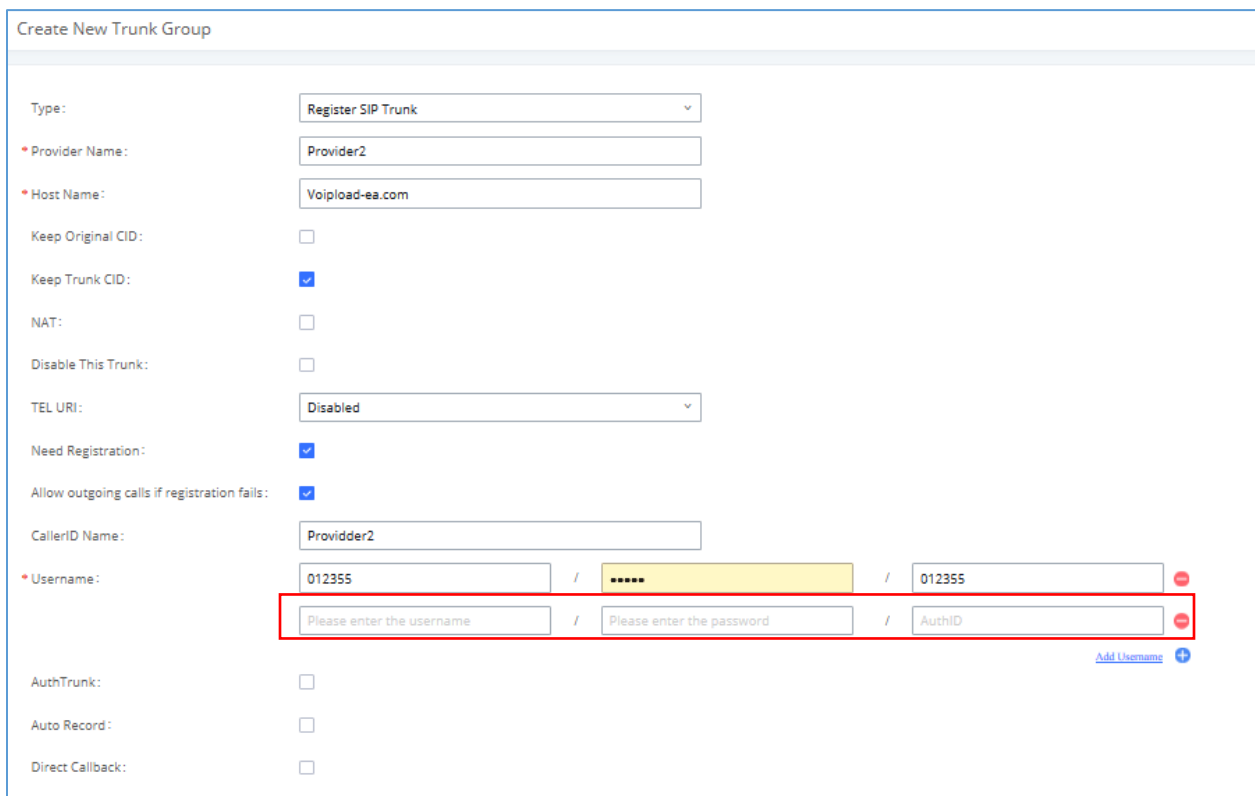 Create New Trunk Group
Type: Register SIP Trunk
* Provider Name: Provider2
* Host Name: Voipload-ea.com
Keep Original CID:
Keep Trunk CID:
NAT:
Disable This Trunk:
TEL URI: Disabled
Need Registration:
Allow outgoing calls if registration fails:
CallerID Name: Providder2
* Username: 012355 / ••••• / 012355
Please enter the username / Please enter the password / AuthID
Add Username
AuthTrunk:
Auto Record:
Direct Callback: